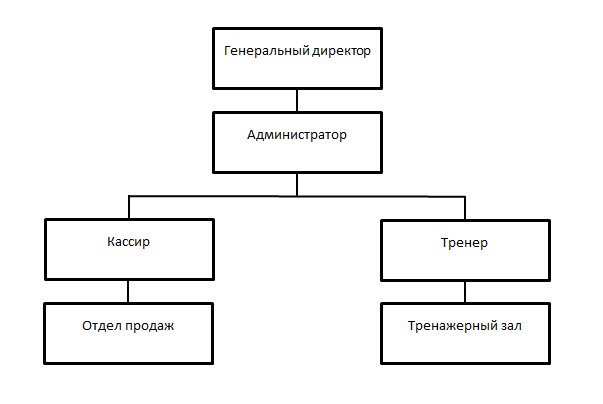 Генеральный директор
Администратор
Кассир
Тренер
Отдел продаж
Тренажерный зал